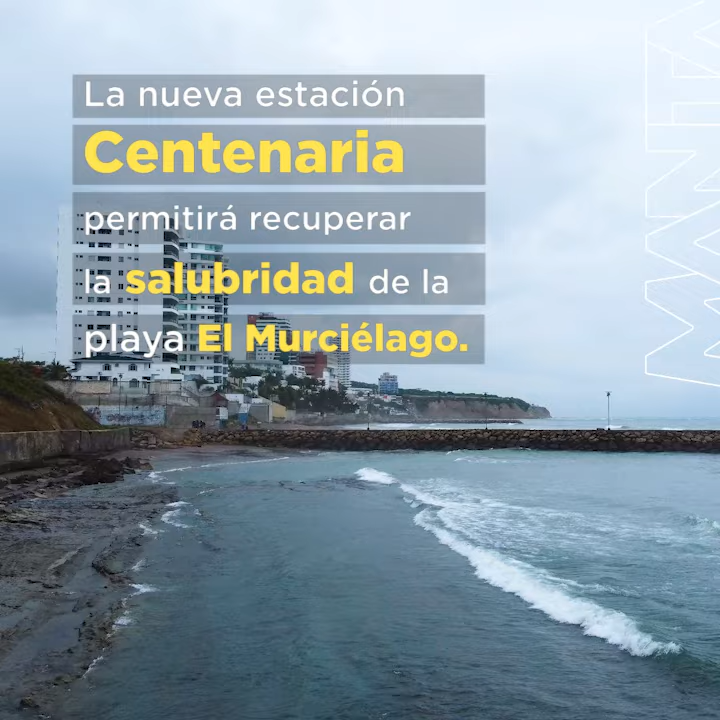 La nueva estación
Centenaria
permitirá recuperar
la salubridad de la
playa El Murciélago.
MANTA